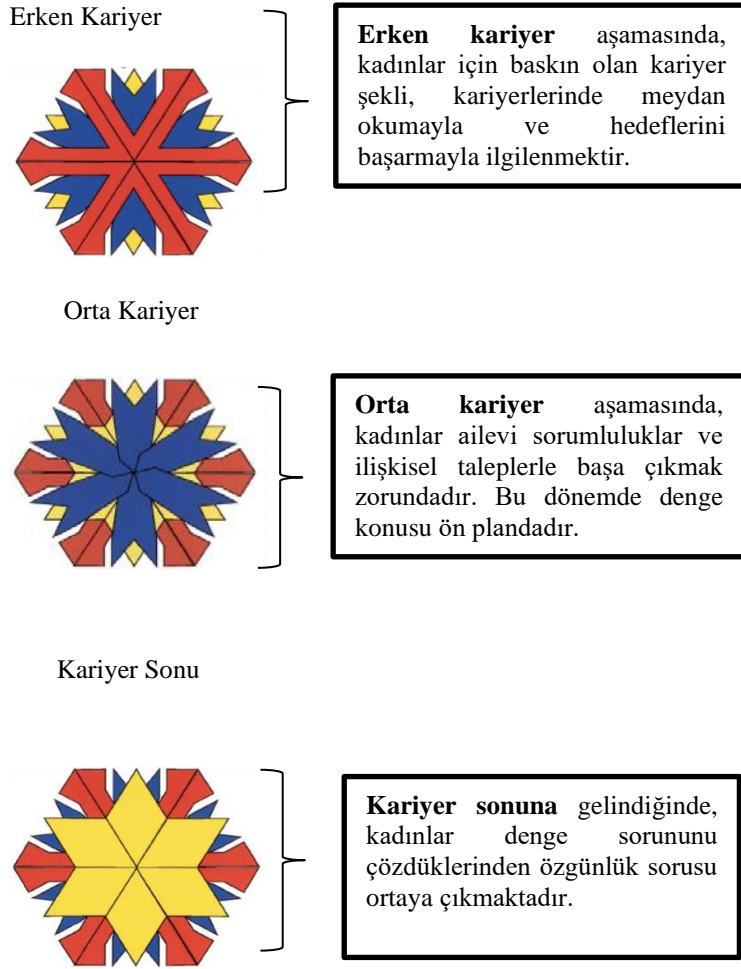 Erken Kariyer
Erken kariyer aşamasında,
kadınlar için baskın olan kariyer
şekli, kariyerlerinde meydan
okumayla ve hedeflerini
başarmayla ilgilenmektir.
Orta Kariyer
Orta kariyer aşamasında,
kadınlar ailevi sorumluluklar ve
ilişkisel taleplerle başa çıkmak
zorundadır. Bu dönemde denge
konusu ön plandadır.
Kariyer Sonu
Kariyer sonuna gelindiğinde,
kadınlar denge sorununu
çözdüklerinden özgünlük sorusu
ortaya çıkmaktadır.